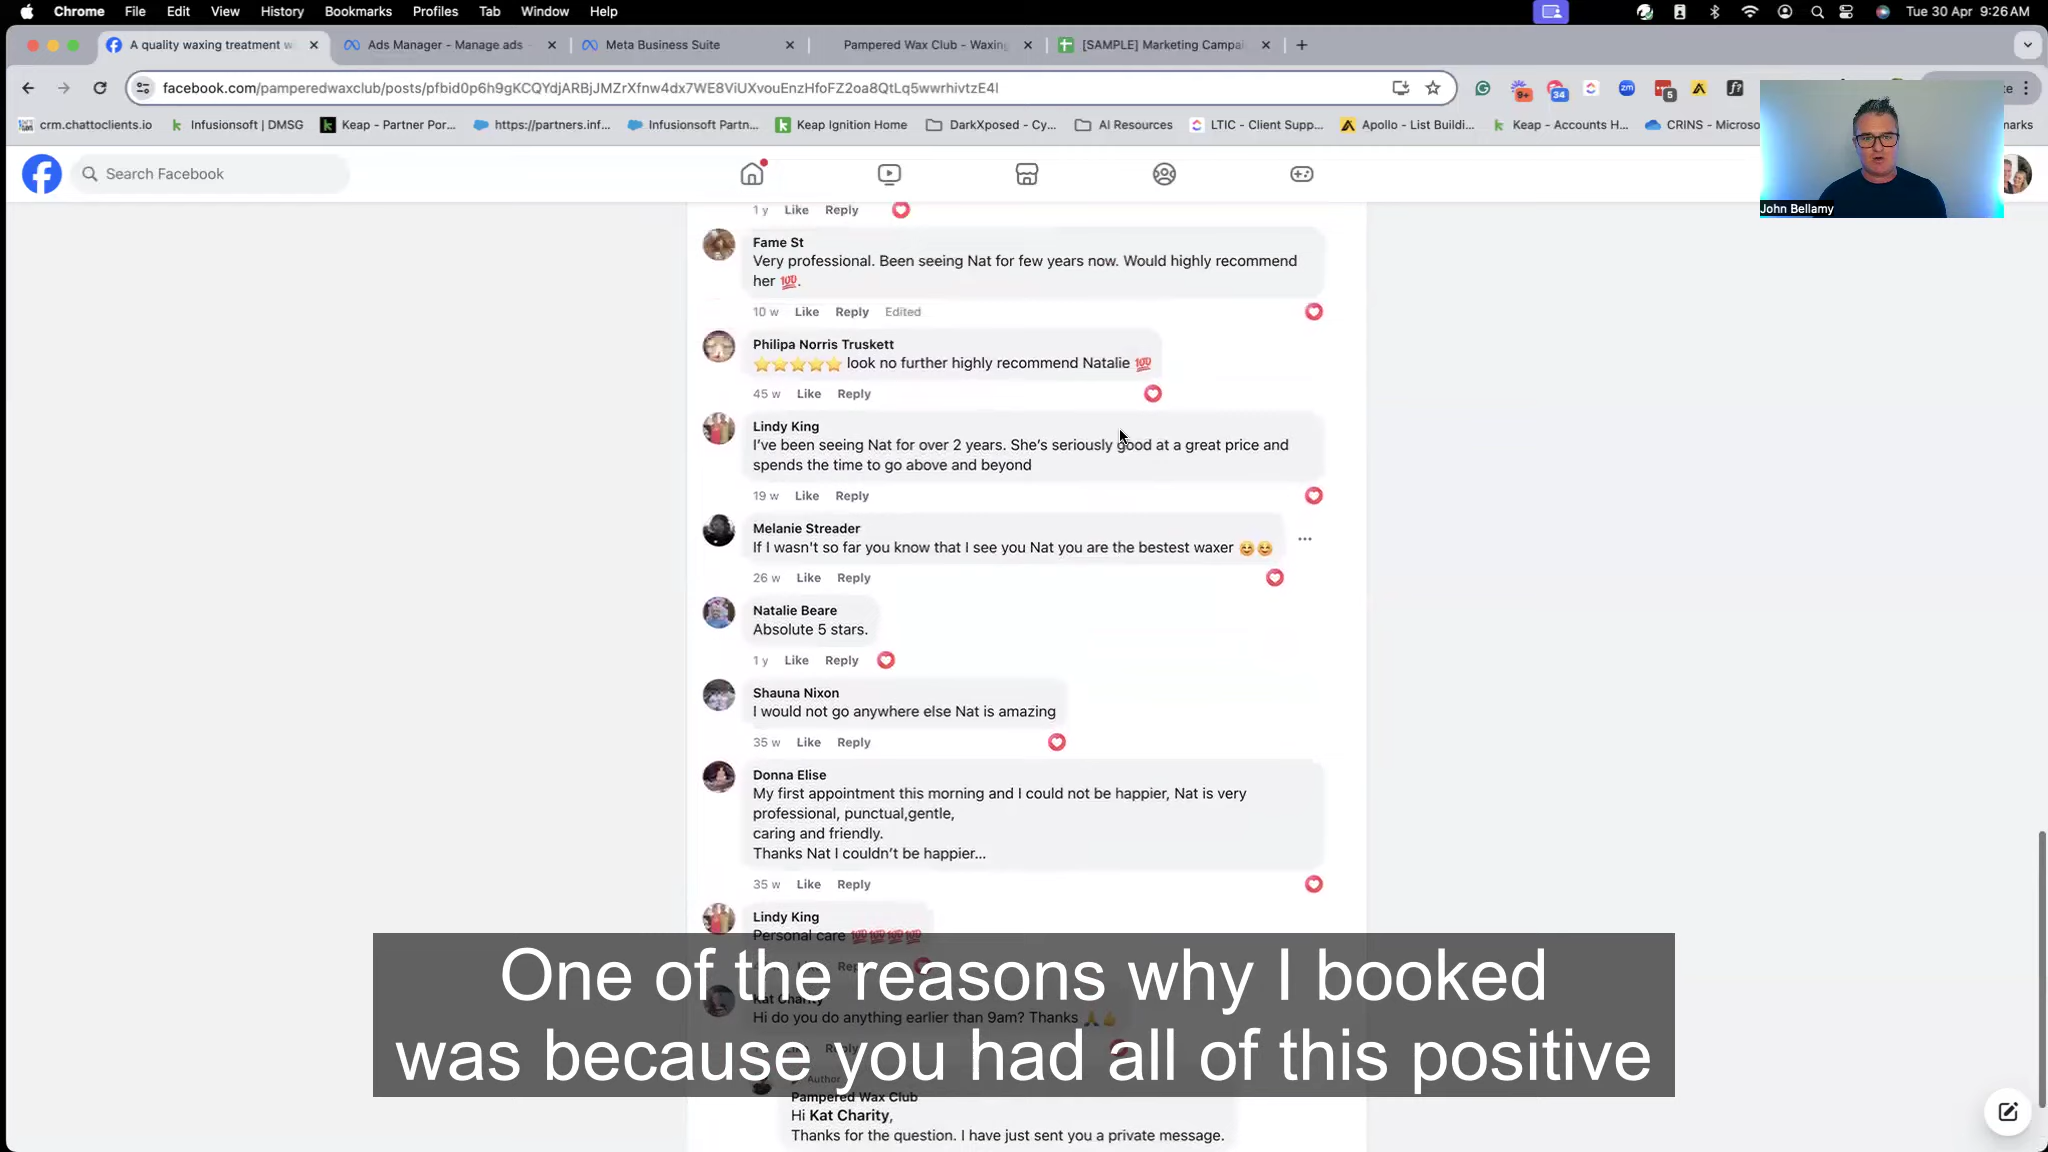 Chrome File Edit View History Bookmarks Profiles Tab Window Help Tue 30 Apr 9:26 AM
A quality waxing treatment w
Ads Manager - Manage ads -
Meta Business Suite
Pampered Wax Club - Waxing
[SAMPLE] Marketing Campai
facebook.com/pamperedwaxclub/posts/pfbid0p6h9gKCQYdjARBjJMZrXfnw4dx7WE8ViUXvouEnzHfoFZ2oa8QtLq5wwrhivtzE4l
9+ 34 zm 5 f?
crm.chattoclients.io Infusionsoft | DMSG Keap - Partner Por... https://partners.inf... Infusionsoft Partn... Keap Ignition Home DarkXposed - Cy... AI Resources LTIC - Client Supp... Apollo - List Buildi... Keap - Accounts H... CRINS - Microso
Search Facebook
John Bellamy
1 y Like Reply
Fame St
Very professional. Been seeing Nat for few years now. Would highly recommend
her 💯.
10 w Like Reply Edited
Philipa Norris Truskett
⭐⭐⭐⭐⭐ look no further highly recommend Natalie 💯
45 w Like Reply
Lindy King
I've been seeing Nat for over 2 years. She's seriously good at a great price and
spends the time to go above and beyond
19 w Like Reply
Melanie Streader
If I wasn't so far you know that I see you Nat you are the bestest waxer 😊😊
26 w Like Reply
Natalie Beare
Absolute 5 stars.
1 y Like Reply
Shauna Nixon
I would not go anywhere else Nat is amazing
35 w Like Reply
Donna Elise
My first appointment this morning and I could not be happier, Nat is very
professional, punctual,gentle,
caring and friendly.
Thanks Nat I couldn't be happier...
35 w Like Reply
Lindy King
Personal care 💯💯💯💯
Kat Charity
Hi do you do anything earlier than 9am? Thanks 🙏👍
One of the reasons why I booked
was because you had all of this positive
Author
Pampered Wax Club
Hi Kat Charity,
Thanks for the question. I have just sent you a private message.